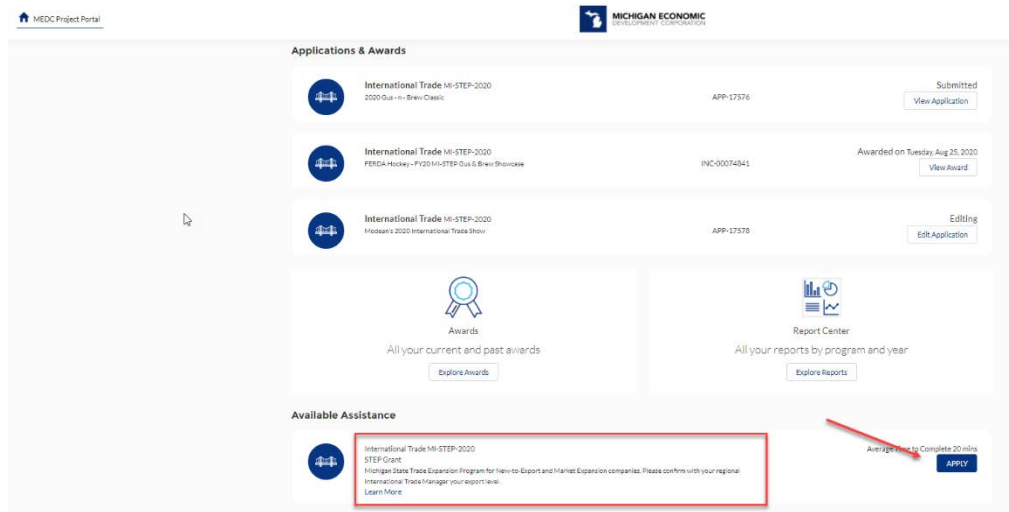 MEDC Project Portal
MICHIGAN ECONOMIC
DEVELOPMENT CORPORATION
Applications & Awards
International Trade MI-STEP-2020
2020 Gus - n - Brew Classic
APP-17576
Submitted
View Application
International Trade MI-STEP-2020
FERDA Hockey - FY20 MI-STEP Gus & Brew Showcase
INC-00074841
Awarded on Tuesday, Aug 25, 2020
View Award
International Trade MI-STEP-2020
Modean's 2020 International Trade Show
APP-17578
Editing
Edit Application
Awards
All your current and past awards
Explore Awards
Report Center
All your reports by program and year
Explore Reports
Available Assistance
International Trade MI-STEP-2020
STEP Grant
Michigan State Trade Expansion Program for New-to-Export and Market Expansion companies. Please confirm with your regional
International Trade Manager your export level.
Learn More
Average Time to Complete 20 mins
APPLY